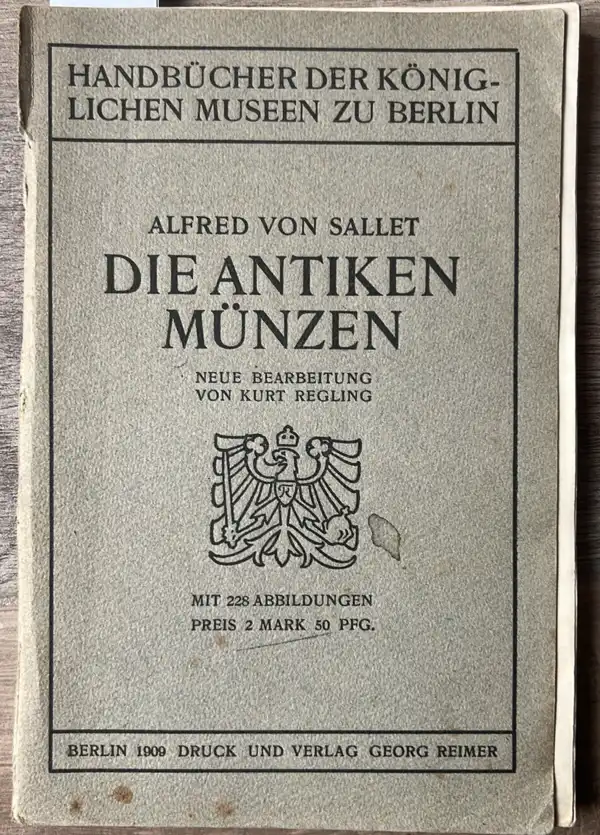 HANDBÜCHER DER KÖNIG-
LICHEN MUSEEN ZU BERLIN
ALFRED VON SALLET
DIE ANTIKEN
MÜNZEN
NEUE BEARBEITUNG
VON KURT REGLING
MIT 228 ABBILDUNGEN
PREIS 2 MARK 50 PFG.
BERLIN 1909 DRUCK UND VERLAG GEORG REIMER